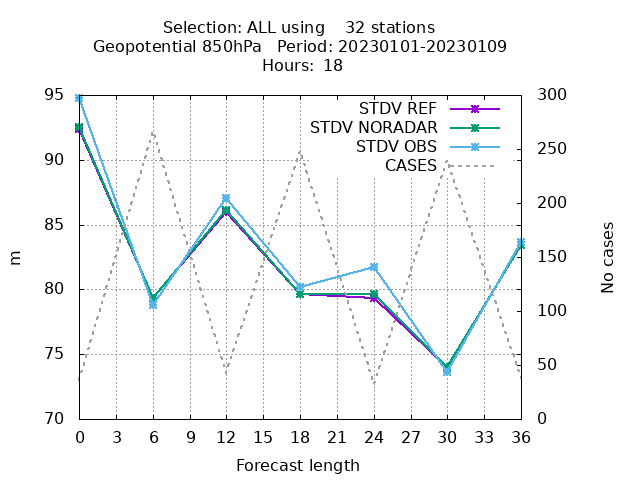 Selection: ALL using    32 stations
Geopotential 850hPa   Period: 20230101-20230109
Hours: 18
STDV REF
STDV NORADAR
STDV OBS
CASES
95
90
85
80
75
70
m
300
250
200
150
100
50
0
No cases
0 3 6 9 12 15 18 21 24 27 30 33 36
Forecast length